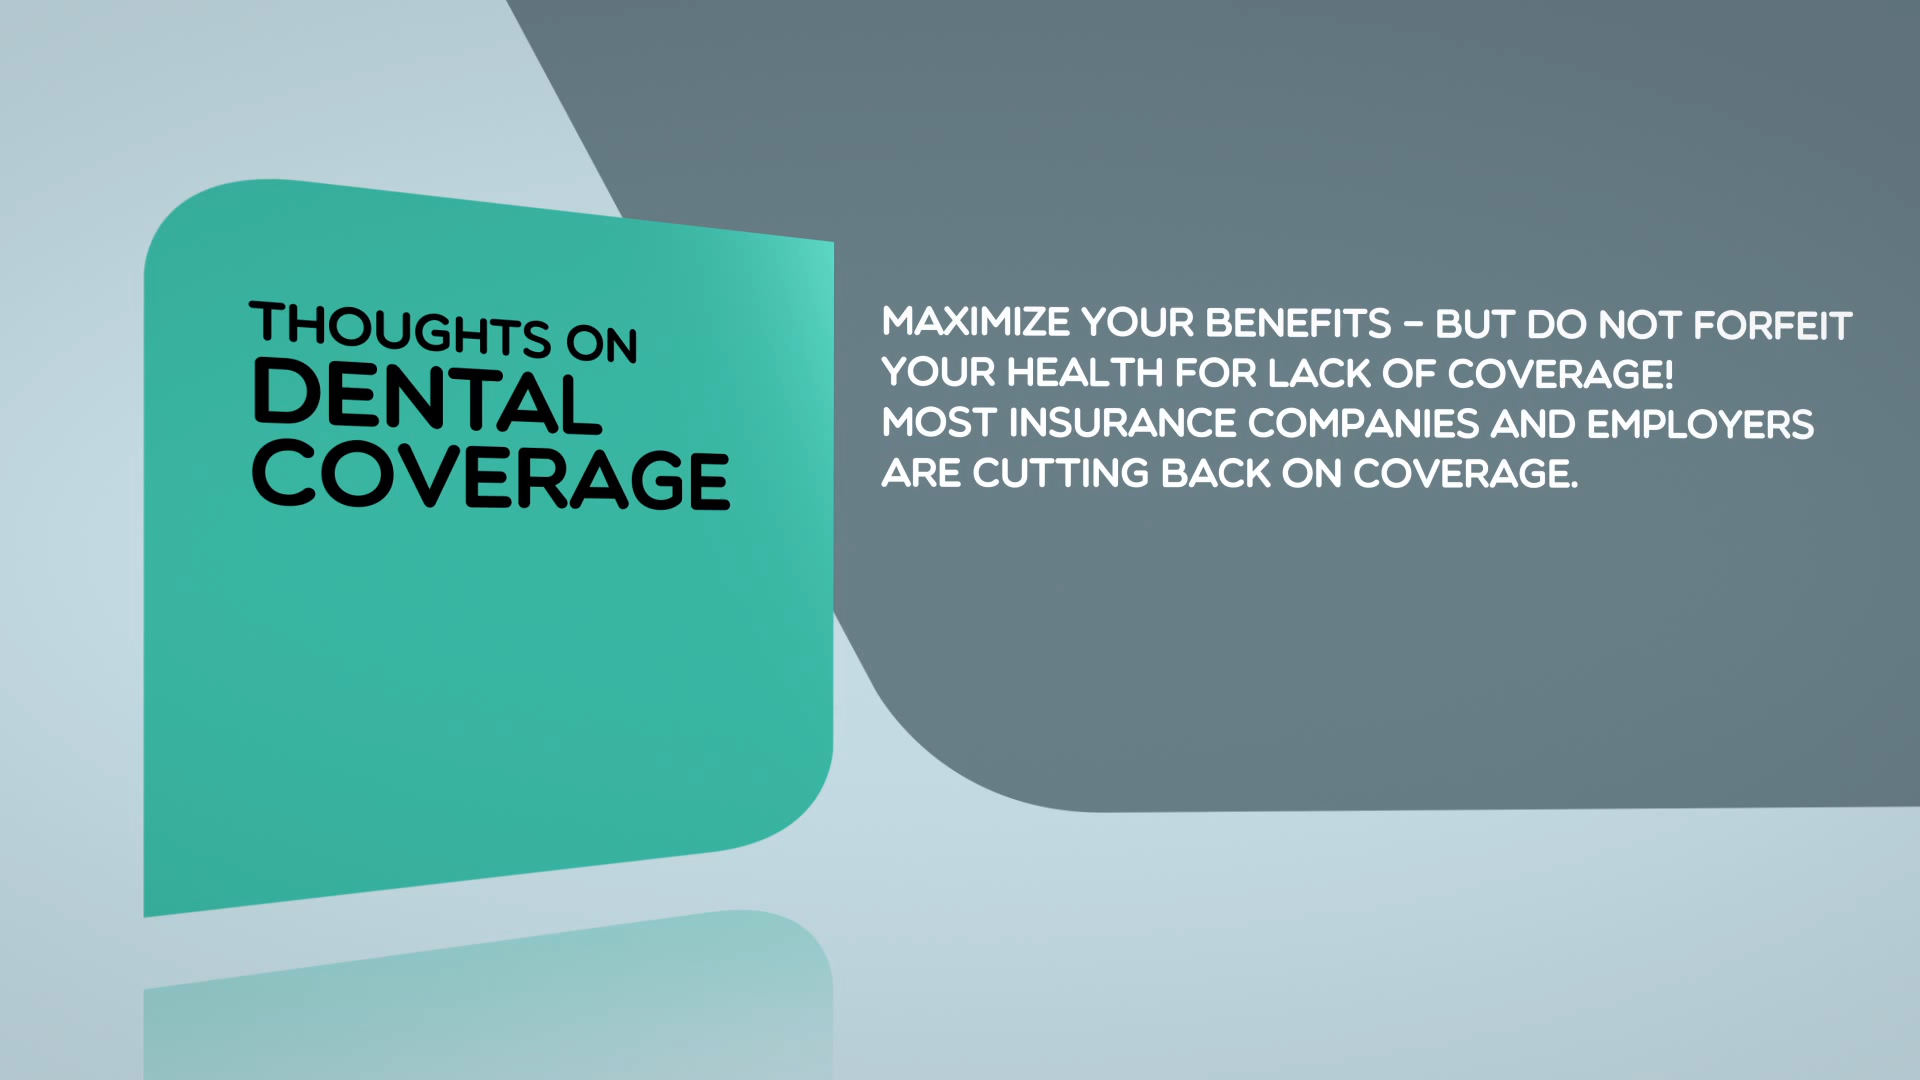 THOUGHTS ON
DENTAL
COVERAGE
MAXIMIZE YOUR BENEFITS – BUT DO NOT FORFEIT
YOUR HEALTH FOR LACK OF COVERAGE!
MOST INSURANCE COMPANIES AND EMPLOYERS
ARE CUTTING BACK ON COVERAGE.